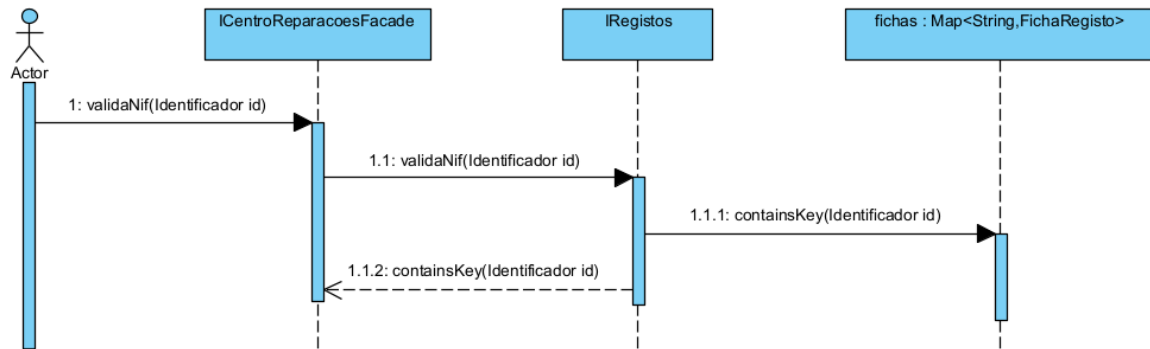 ICentroReparacoesFacade
IRegistos
fichas : Map<String,FichaRegisto>
Actor
1: validaNif(Identificador id)
1.1: validaNif(Identificador id)
1.1.1: containsKey(Identificador id)
1.1.2: containsKey(Identificador id)